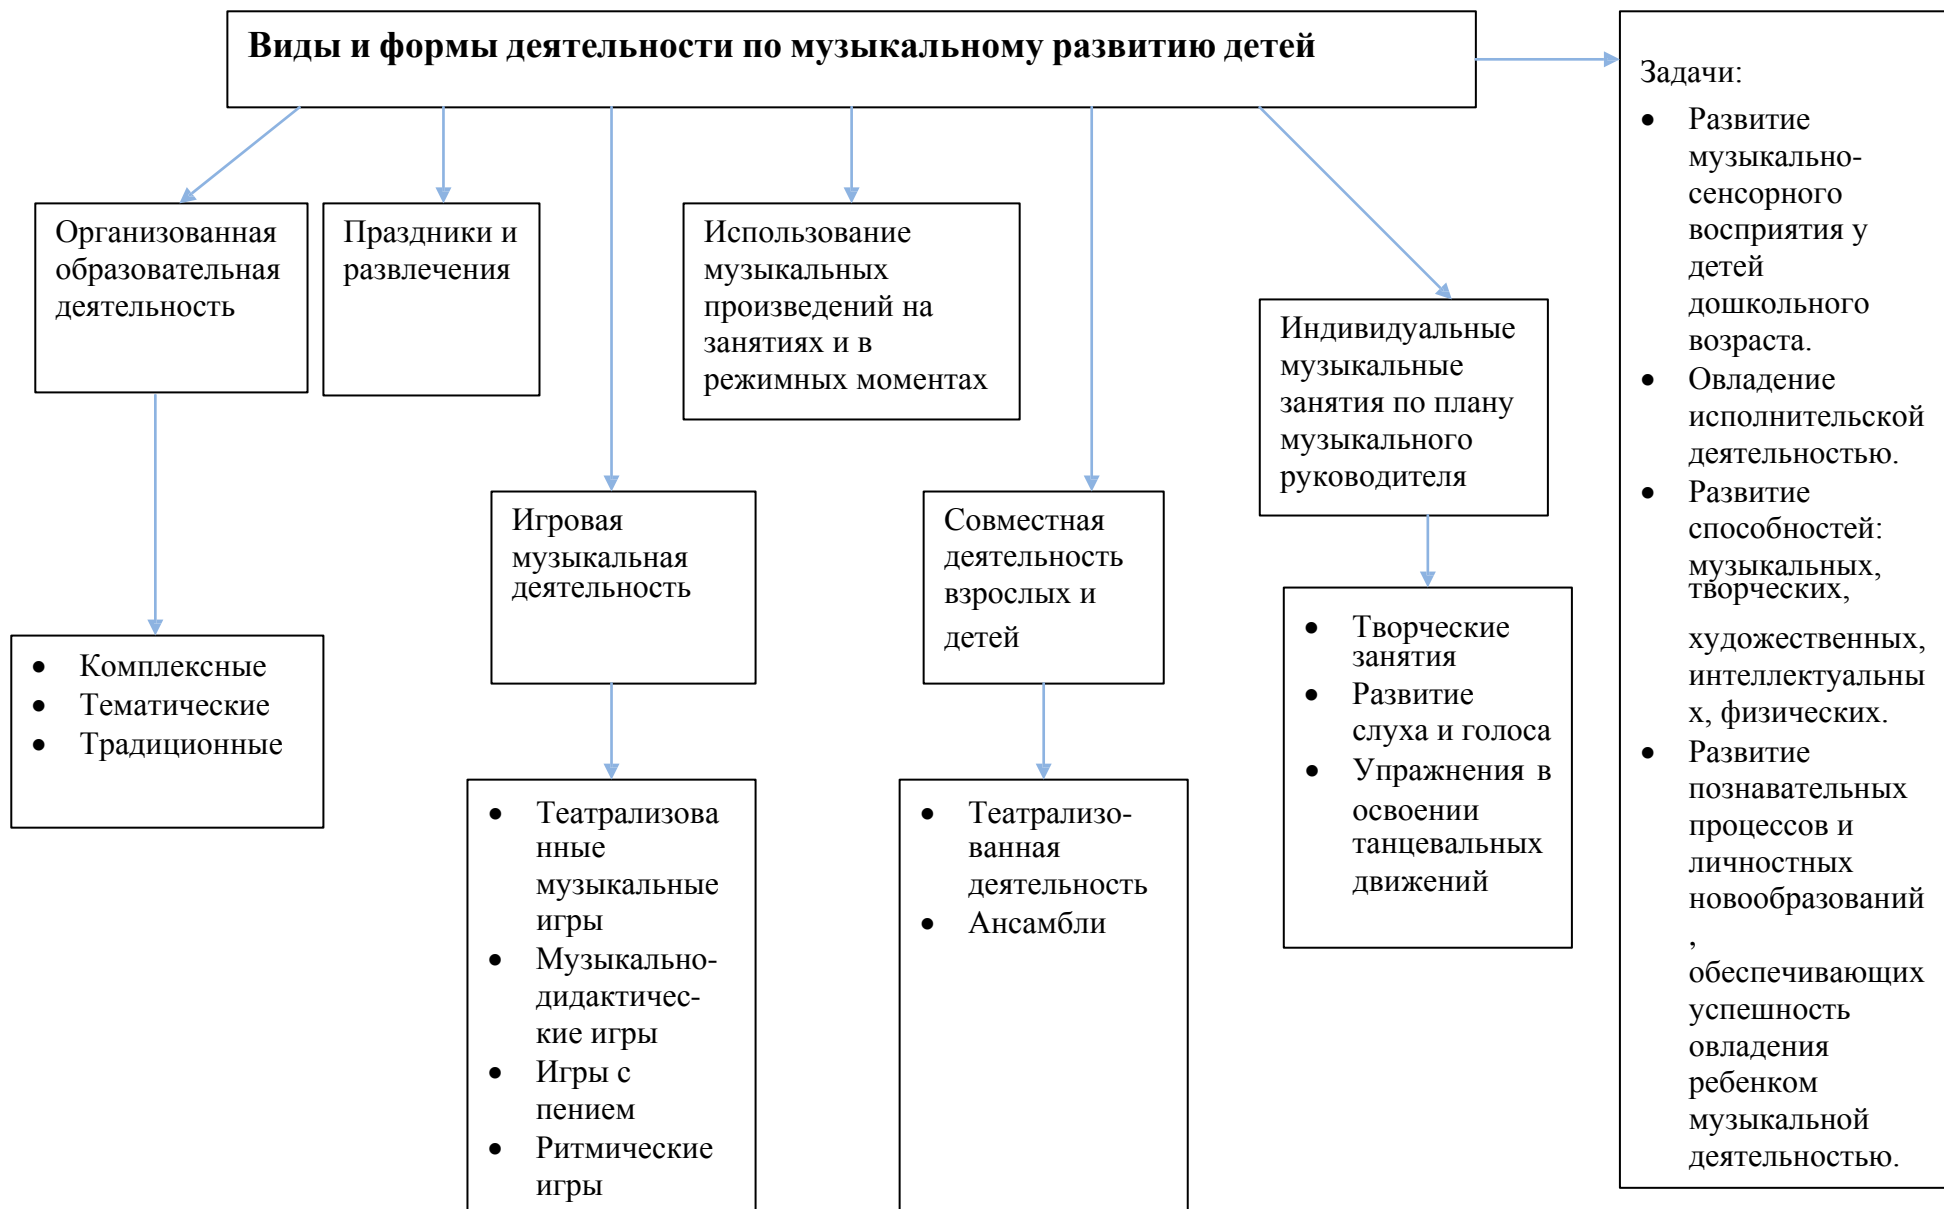 Виды и формы деятельности по музыкальному развитию детей
Организованная
образовательная
деятельность
Праздники и
развлечения
Использование
музыкальных
произведений на
занятиях и в
режимных моментах
Индивидуальные
музыкальные
занятия по плану
музыкального
руководителя
Игровая
музыкальная
деятельность
Совместная
деятельность
взрослых и
детей
• Комплексные
• Тематические
• Традиционные
• Театрализова
нные
музыкальные
игры
• Музыкально-
дидактичес-
кие игры
• Игры с
пением
• Ритмические
игры
• Театрализо-
ванная
деятельность
• Ансамбли
• Творческие
занятия
• Развитие
слуха и голоса
• Упражнения в
освоении
танцевальных
движений
Задачи:
• Развитие
музыкально-
сенсорного
восприятия у
детей
дошкольного
возраста.
• Овладение
исполнительской
деятельностью.
• Развитие
способностей:
музыкальных,
творческих,
художественных,
интеллектуальны
х, физических.
• Развитие
познавательных
процессов и
личностных
новообразований
,
обеспечивающих
успешность
овладения
ребенком
музыкальной
деятельностью.